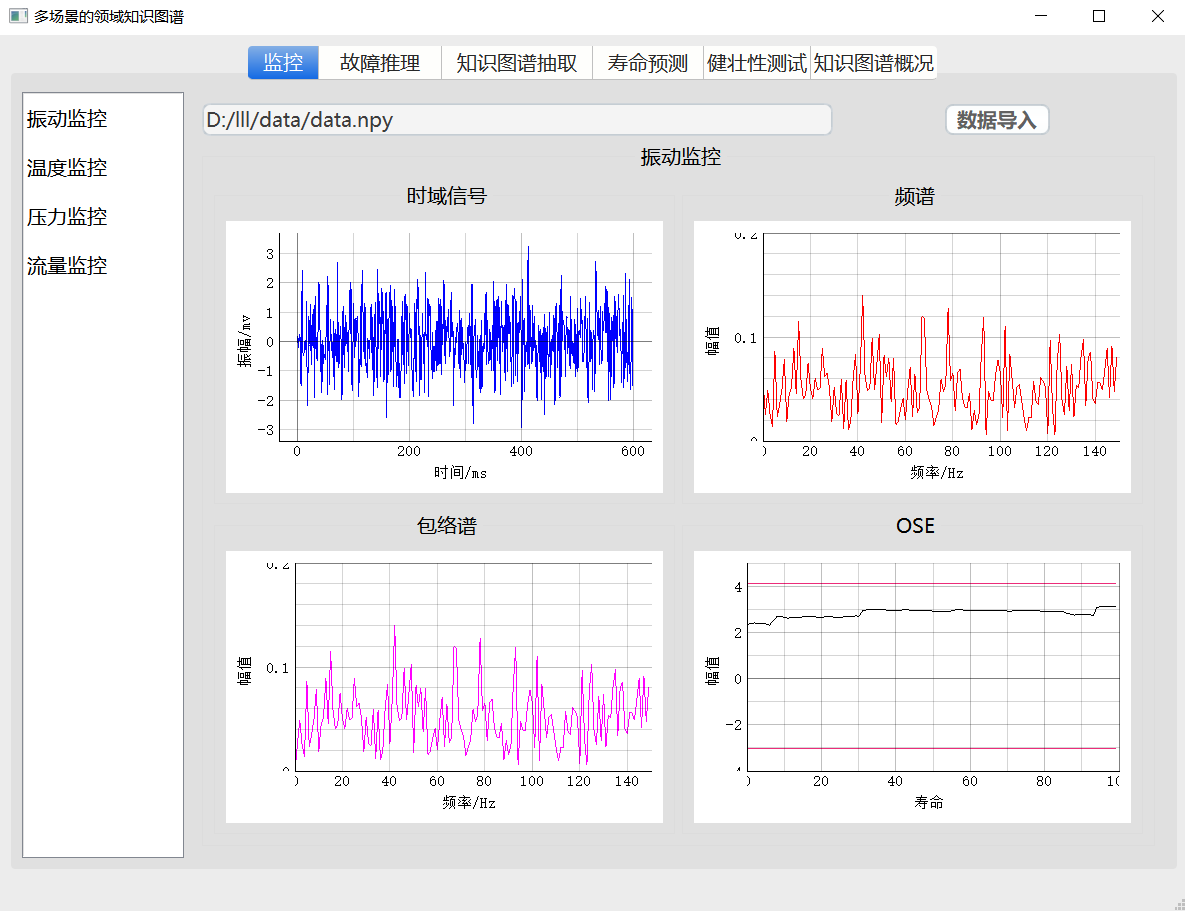 多场景的领域知识图谱
监控 故障推理 知识图谱抽取 寿命预测 健壮性测试 知识图谱概况
振动监控
温度监控
压力监控
流量监控
D:/lll/data/data.npy 数据导入
振动监控
时域信号
振幅/mv
3
2
1
0
-1
-2
-3
0 200 400 600
时间/ms
频谱
幅值
0.2
0.1
0
0 20 40 60 80 100 120 140
频率/Hz
包络谱
幅值
0.2
0.1
0
0 20 40 60 80 100 120 140
频率/Hz
OSE
幅值
4
2
0
-2
0 20 40 60 80
寿命